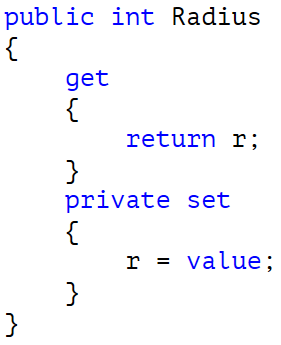 public int Radius
{
    get
    {
        return r;
    }
    private set
    {
        r = value;
    }
}